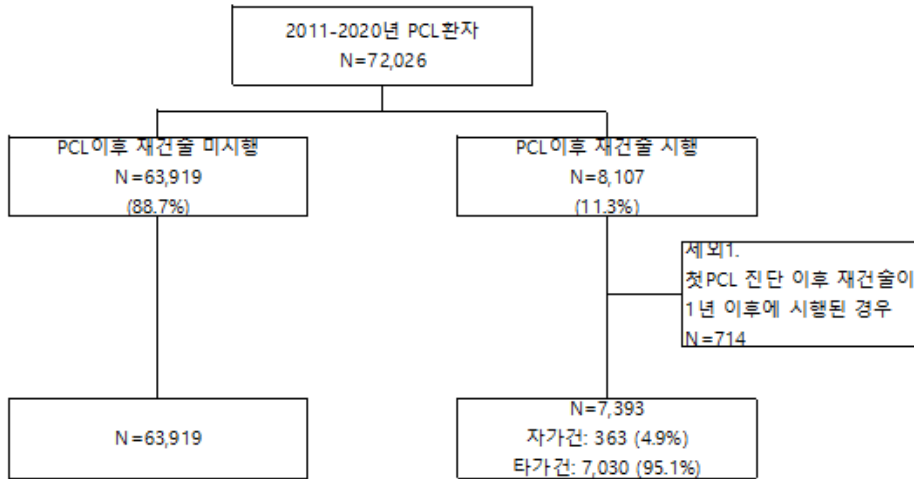 2011-2020년 PCL환자
N=72,026
PCL이후 재건술 미시행
N=63,919
(88.7%)
PCL이후 재건술 시행
N=8,107
(11.3%)
제외1.
첫PCL 진단 이후 재건술이
1년 이후에 시행된 경우
N=714
N=63,919
N=7,393
자가건: 363 (4.9%)
타가건: 7,030 (95.1%)